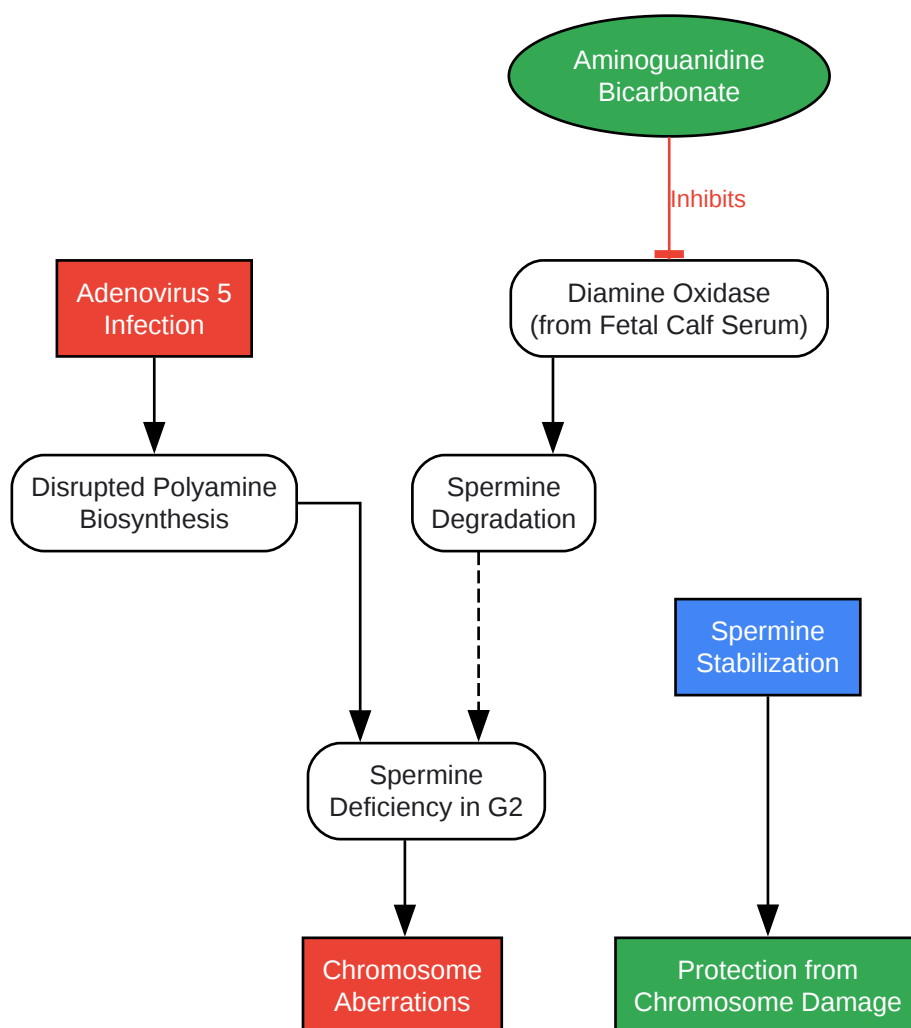 Aminoguanidine
Bicarbonate
Inhibits
Adenovirus 5
Infection
Diamine Oxidase
(from Fetal Calf Serum)
Disrupted Polyamine
Biosynthesis
Spermine
Degradation
Spermine
Stabilization
Spermine
Deficiency in G2
Chromosome
Aberrations
Protection from
Chromosome Damage